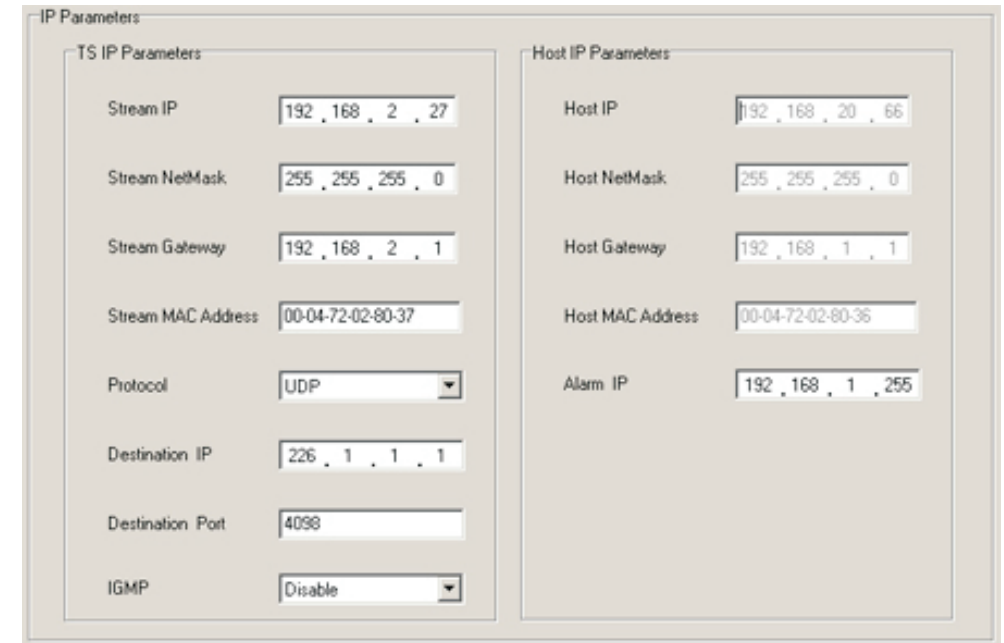 IP Parameters
TS IP Parameters
Stream IP 192 . 168 . 2 . 27
Stream NetMask 255 . 255 . 255 . 0
Stream Gateway 192 . 168 . 2 . 1
Stream MAC Address 00-04-72-02-80-37
Protocol UDP
Destination IP 226 . 1 . 1 . 1
Destination Port 4098
IGMP Disable
Host IP Parameters
Host IP 192 . 168 . 20 . 66
Host NetMask 255 . 255 . 255 . 0
Host Gateway 192 . 168 . 1 . 1
Host MAC Address 00-04-72-02-80-36
Alarm IP 192 . 168 . 1 . 255